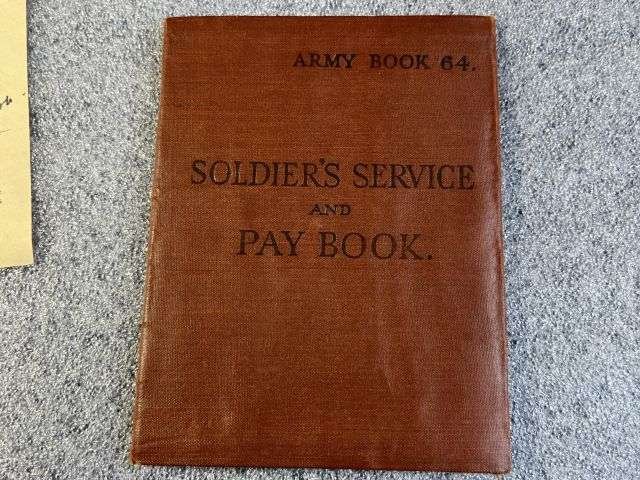 ARMY BOOK 64.
SOLDIER'S SERVICE
AND
PAY BOOK.